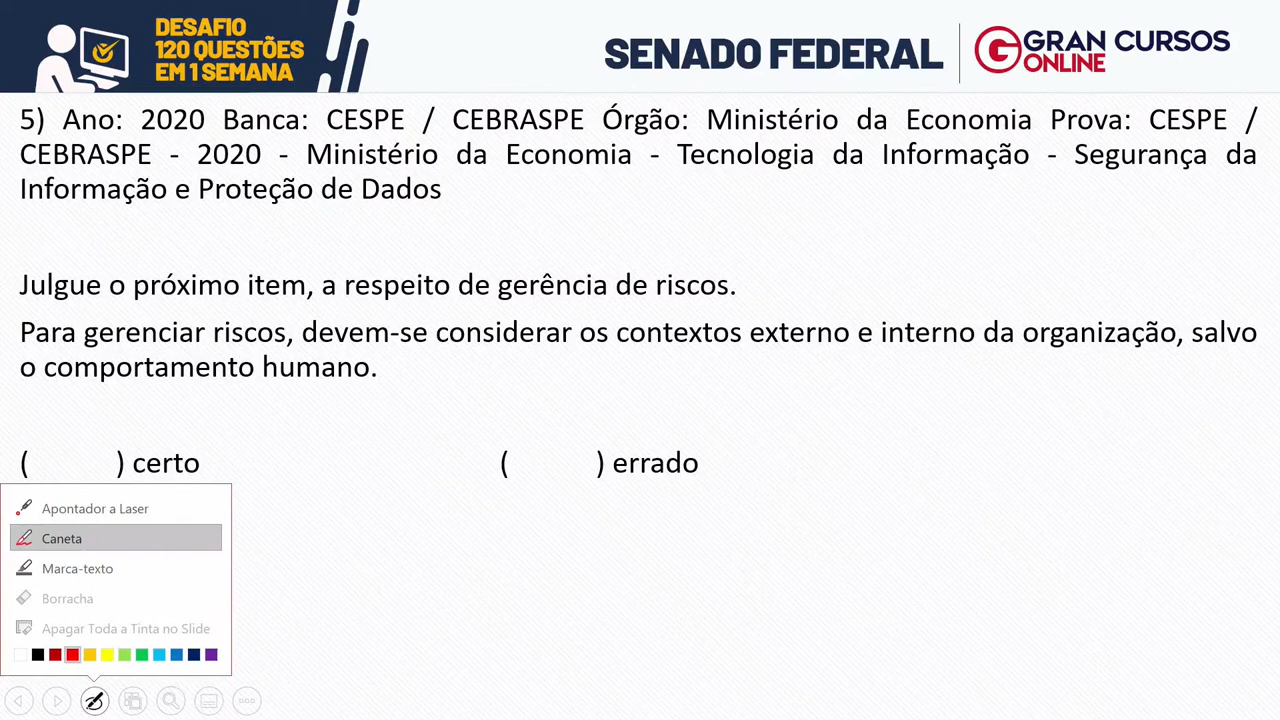 DESAFIO
120 QUESTÕES
EM 1 SEMANA
SENADO FEDERAL
GRAN CURSOS
ONLINE
5) Ano: 2020 Banca: CESPE / CEBRASPE Órgão: Ministério da Economia Prova: CESPE /
CEBRASPE - 2020 - Ministério da Economia - Tecnologia da Informação - Segurança da
Informação e Proteção de Dados
Julgue o próximo item, a respeito de gerência de riscos.
Para gerenciar riscos, devem-se considerar os contextos externo e interno da organização, salvo
o comportamento humano.
( ) certo ( ) errado
Apontador a Laser
Caneta
Marca-texto
Borracha
Apagar Toda a Tinta no Slide